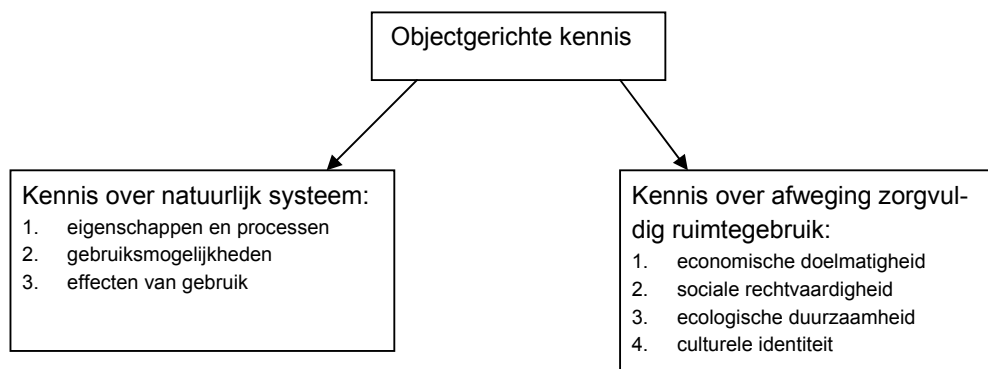 Objectgerichte kennis
Kennis over natuurlijk systeem:
1. eigenschappen en processen
2. gebruiksmogelijkheden
3. effecten van gebruik
Kennis over afweging zorgvul-
dig ruimtegebruik:
1. economische doelmatigheid
2. sociale rechtvaardigheid
3. ecologische duurzaamheid
4. culturele identiteit